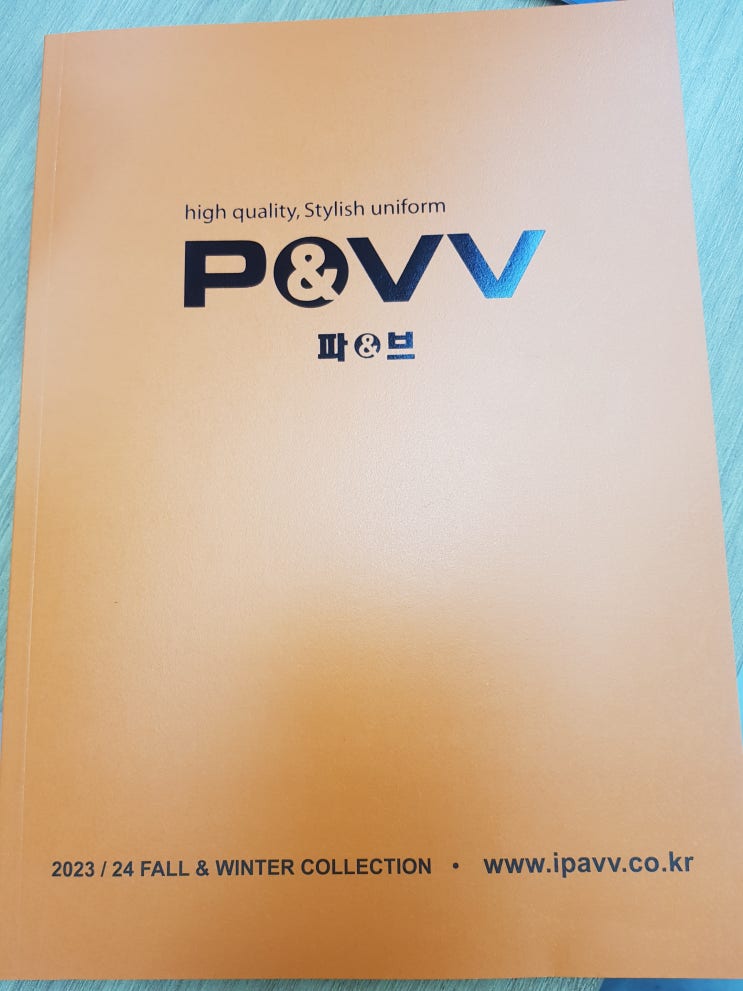 high quality, Stylish uniform
P&VV
파&브
2023 / 24 FALL & WINTER COLLECTION • www.ipavv.co.kr